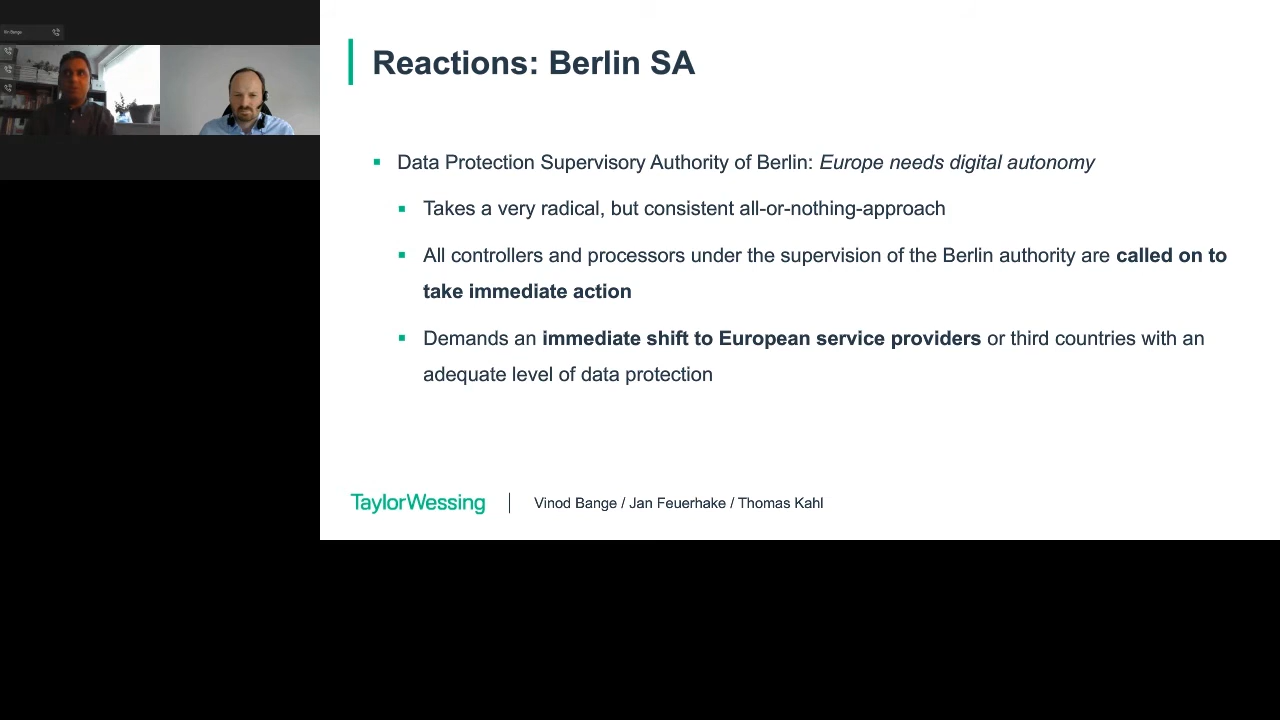 Reactions: Berlin SA
Data Protection Supervisory Authority of Berlin: Europe needs digital autonomy
Takes a very radical, but consistent all-or-nothing-approach
All controllers and processors under the supervision of the Berlin authority are called on to
take immediate action
Demands an immediate shift to European service providers or third countries with an
adequate level of data protection
TaylorWessing
Vinod Bange / Jan Feuerhake / Thomas Kahl